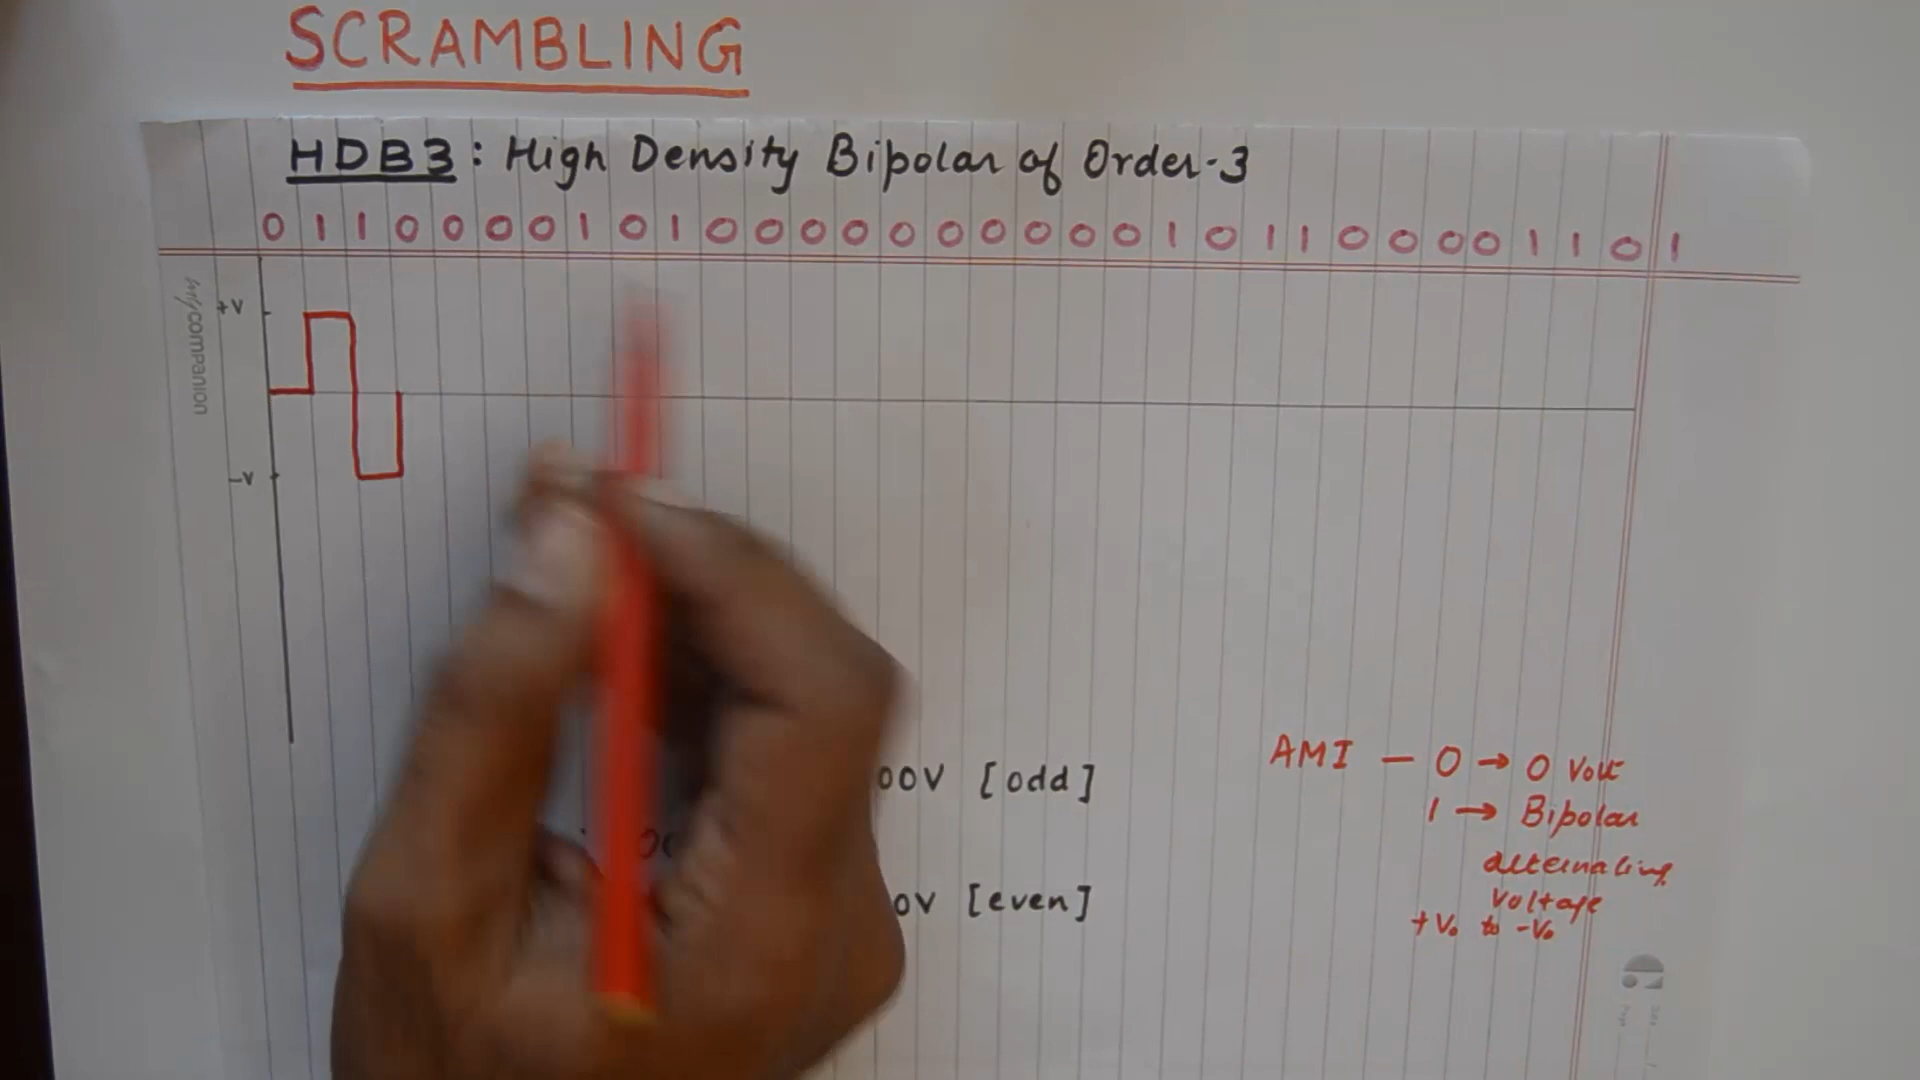 SCRAMBLING
HDB3 : High Density Bipolar of Order-3
0 1 1 0 0 0 0 1 0 1 0 0 0 0 0 0 0 0 0 0 1 0 1 1 0 0 0 0 1 1 0 1
+V
-V
mycompanion
00V [odd]
0V [even]
AMI — 0 → 0 Volt
1 → Bipolar
alternating
voltage
+V₀ to -V₀